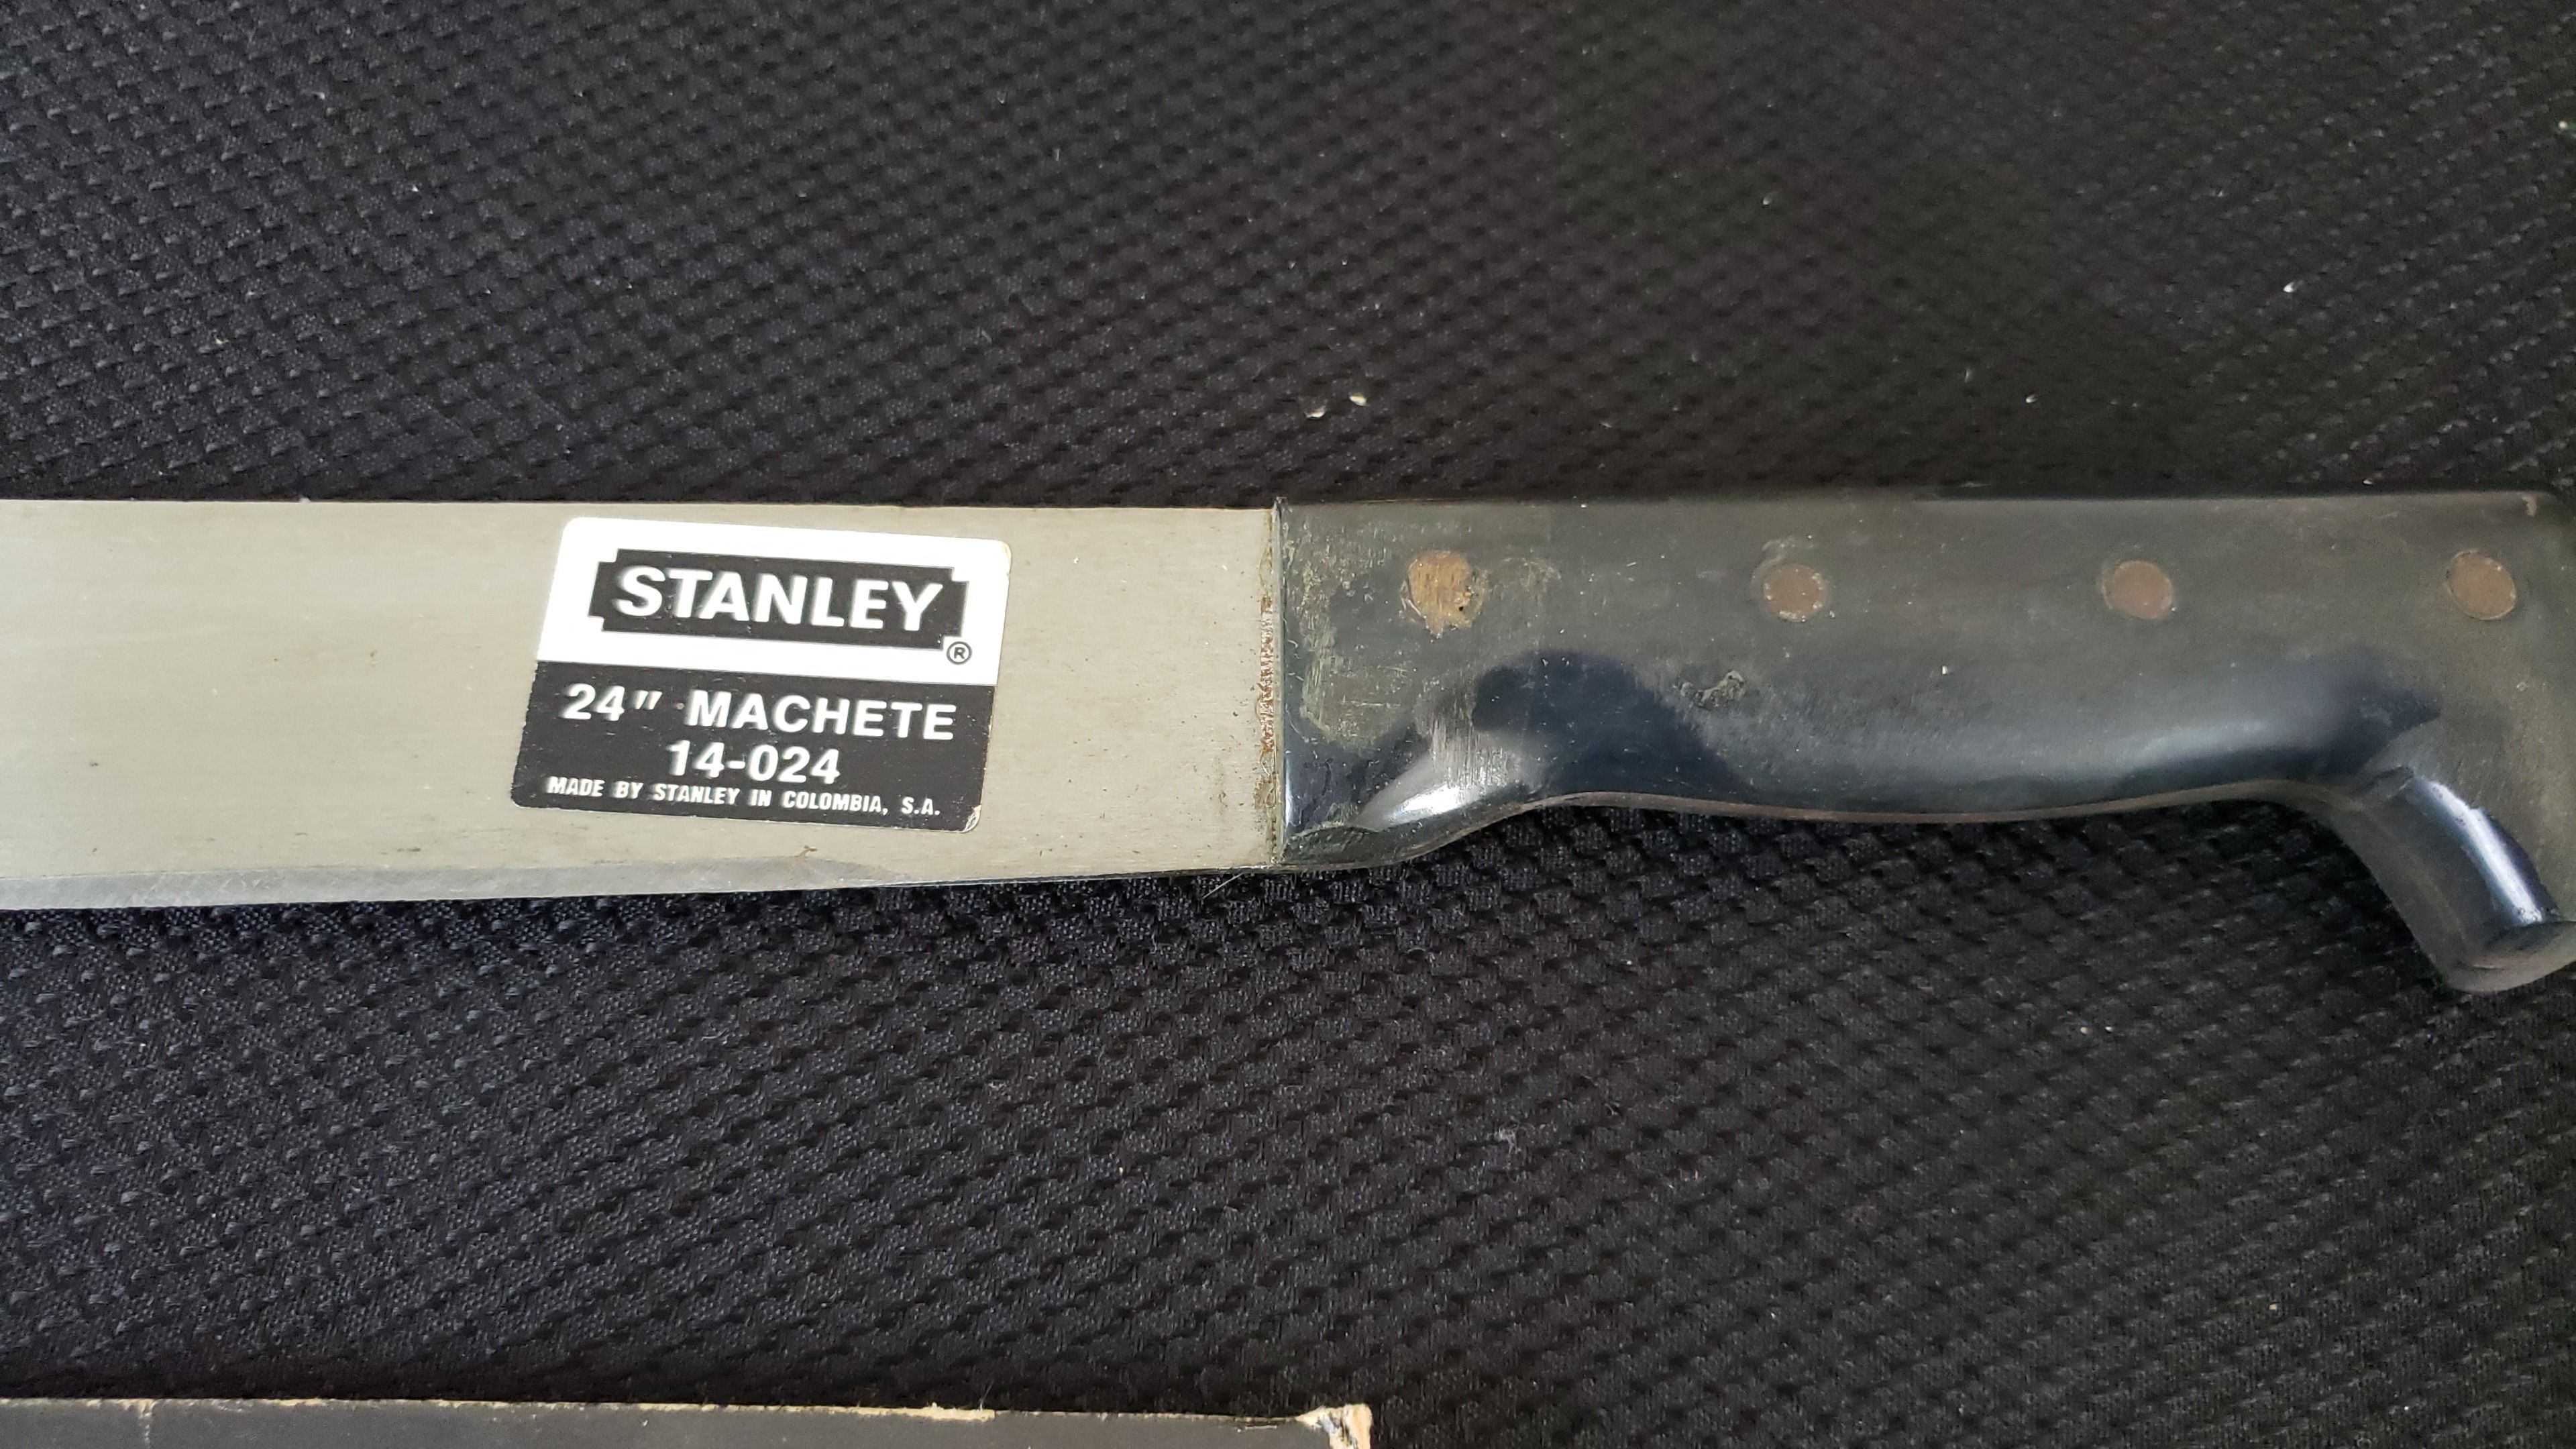 STANLEY®
24" MACHETE
14-024
MADE BY STANLEY IN COLOMBIA, S.A.